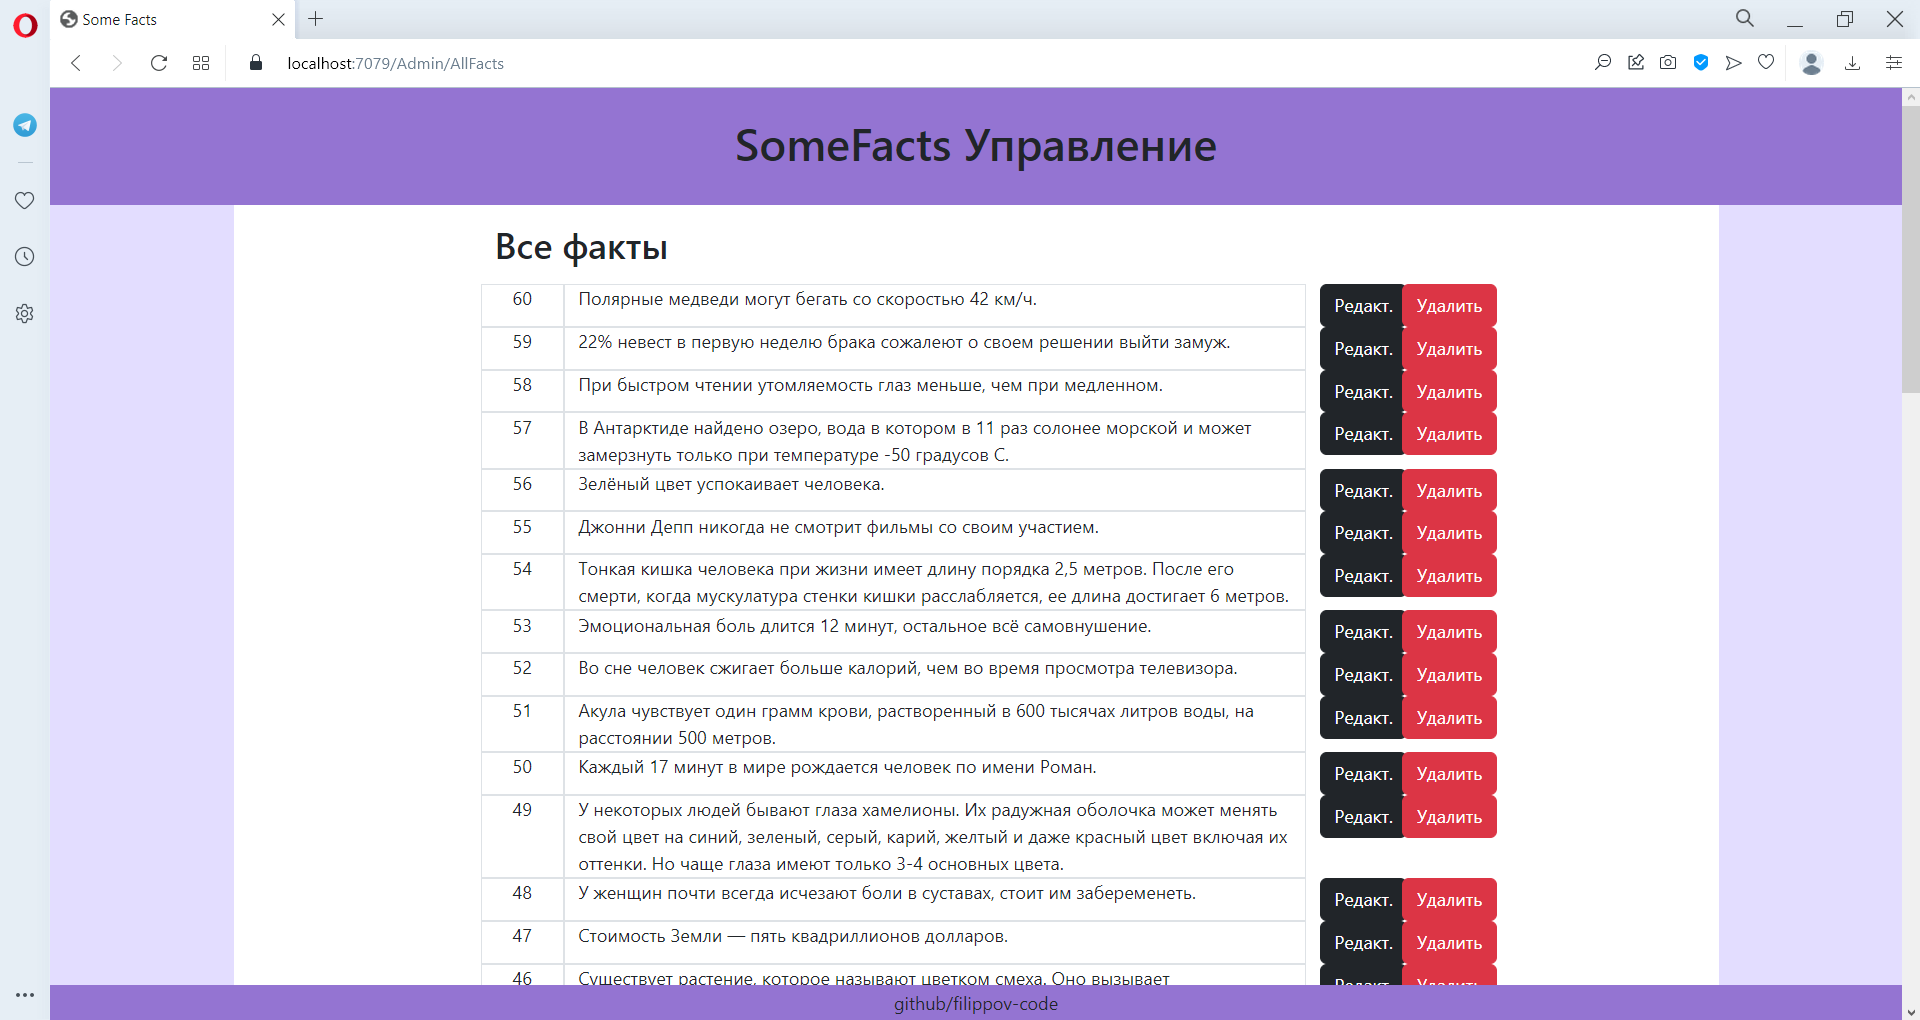 Some Facts
localhost:7079/Admin/AllFacts
SomeFacts Управление
Все факты
60 Полярные медведи могут бегать со скоростью 42 км/ч. Редакт. Удалить
59 22% невест в первую неделю брака сожалеют о своем решении выйти замуж. Редакт. Удалить
58 При быстром чтении утомляемость глаз меньше, чем при медленном. Редакт. Удалить
57 В Антарктиде найдено озеро, вода в котором в 11 раз солонее морской и может Редакт. Удалить
замерзнуть только при температуре -50 градусов С.
56 Зелёный цвет успокаивает человека. Редакт. Удалить
55 Джонни Депп никогда не смотрит фильмы со своим участием. Редакт. Удалить
54 Тонкая кишка человека при жизни имеет длину порядка 2,5 метров. После его Редакт. Удалить
смерти, когда мускулатура стенки кишки расслабляется, ее длина достигает 6 метров.
53 Эмоциональная боль длится 12 минут, остальное всё самовнушение. Редакт. Удалить
52 Во сне человек сжигает больше калорий, чем во время просмотра телевизора. Редакт. Удалить
51 Акула чувствует один грамм крови, растворенный в 600 тысячах литров воды, на Редакт. Удалить
расстоянии 500 метров.
50 Каждый 17 минут в мире рождается человек по имени Роман. Редакт. Удалить
49 У некоторых людей бывают глаза хамелионы. Их радужная оболочка может менять Редакт. Удалить
свой цвет на синий, зеленый, серый, карий, желтый и даже красный цвет включая их
оттенки. Но чаще глаза имеют только 3-4 основных цвета.
48 У женщин почти всегда исчезают боли в суставах, стоит им забеременеть. Редакт. Удалить
47 Стоимость Земли — пять квадриллионов долларов. Редакт. Удалить
46 Существует растение, которое называют цветком смеха. Оно вызывает Редакт. Удалить
github/filippov-code